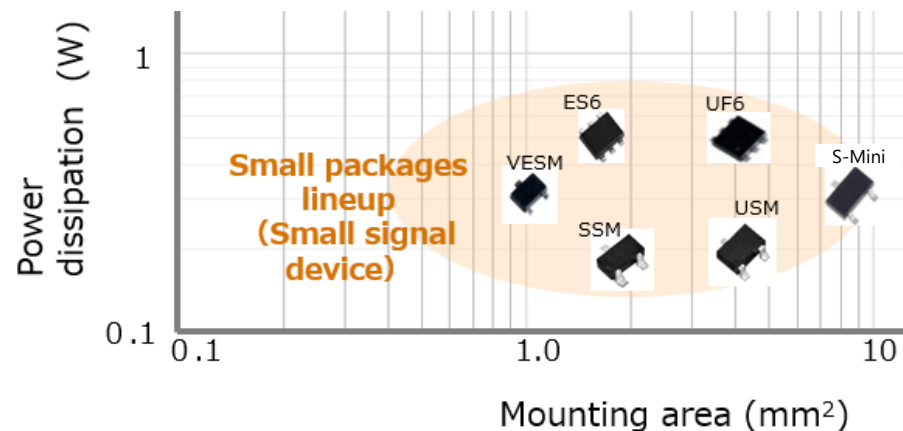 Power
dissipation (W)
1
0.1
0.1
1.0
10
Mounting area (mm²)
Small packages
lineup
(Small signal
device)
ES6
UF6
VESM
S-Mini
SSM
USM